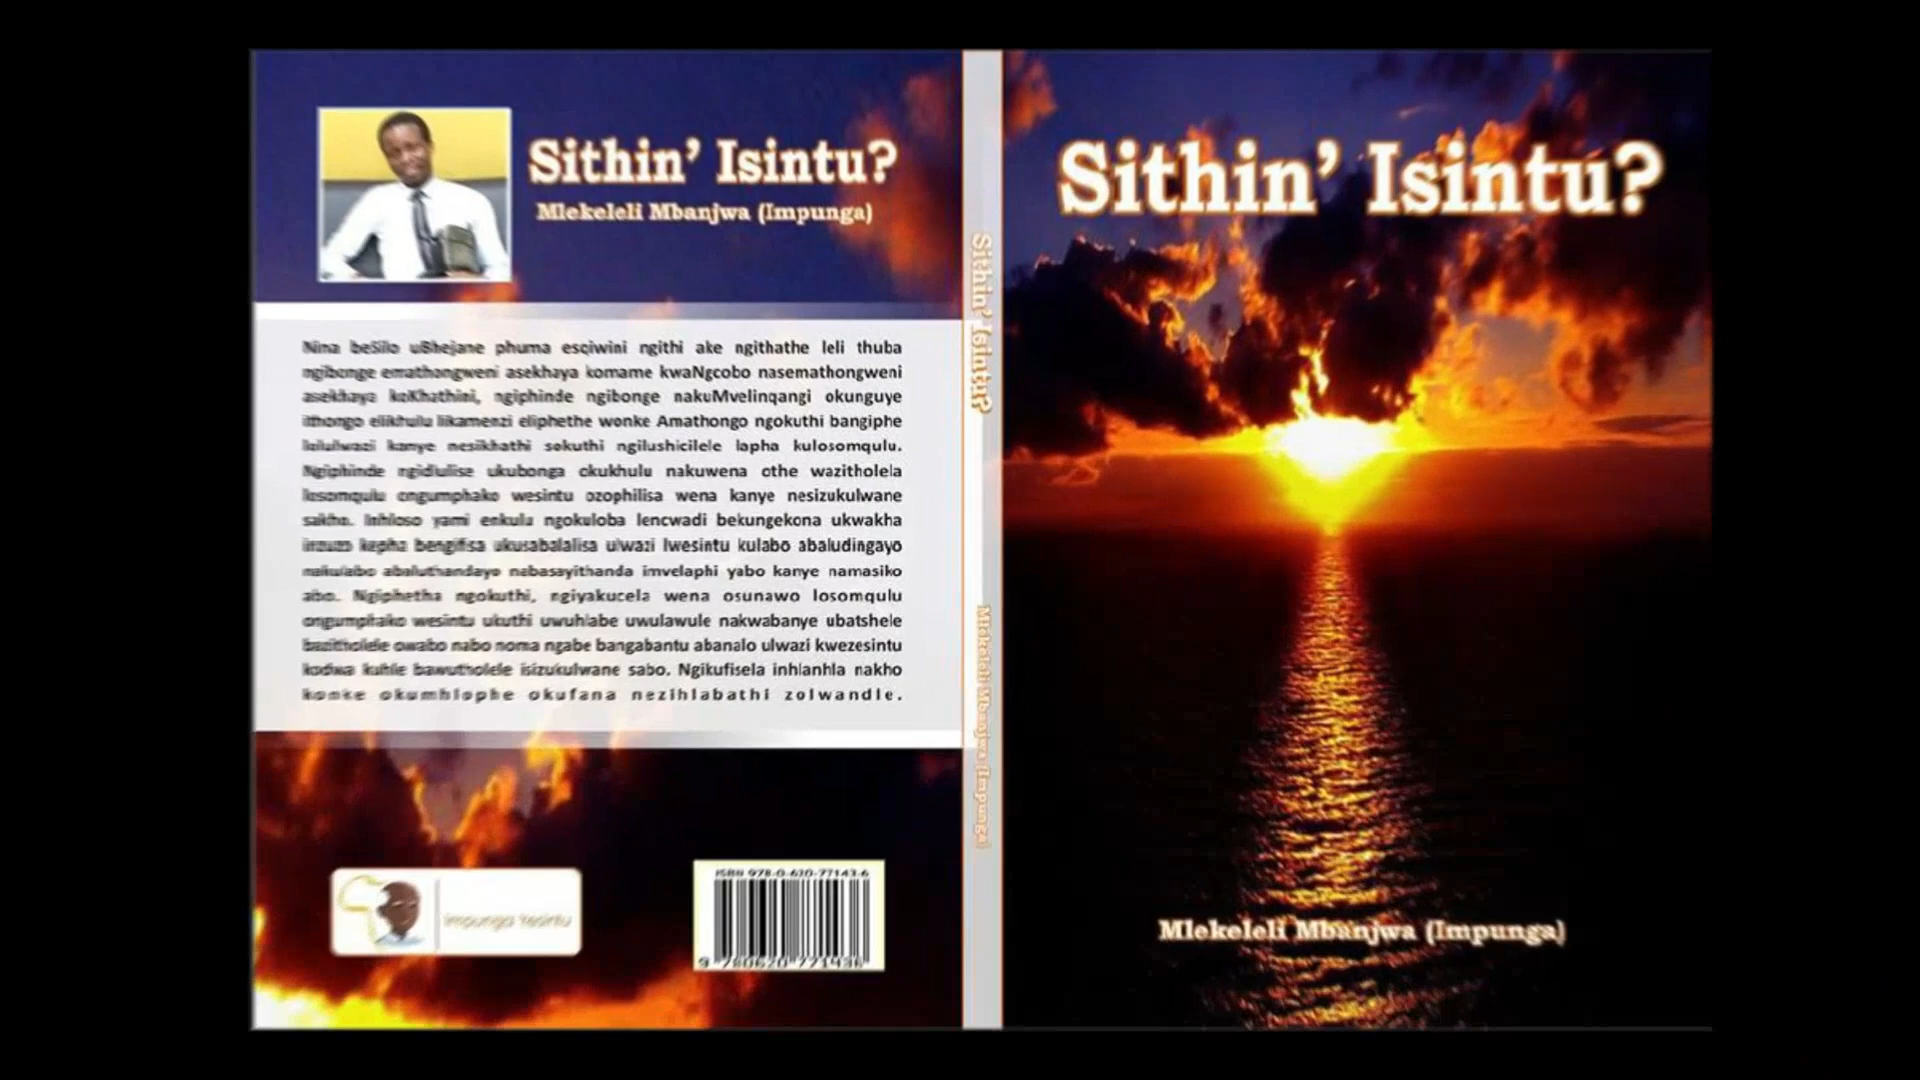 Sithin' Isintu?
Mlekeleli Mbanjwa (Impunga)
Nina beSilo uBhejane phuma esqiwini ngithi ake ngithathe leli thuba
ngibonge emathongweni asekhaya komame kwaNgcobo nasemathongweni
asekhaya koKhathini, ngiphinde ngibonge nakuMvelinqangi okunguye
ithongo elikhulu likamenzi eliphethe wonke Amathongo ngokuthi bangiphe
lolulwazi kanye nesikhathi sokuthi ngilushicilele lapha kulosomqulu.
Ngiphinde ngidlulise ukubonga okukhulu nakuwena othe wazitholela
losomqulu ongumphako wesintu ozophilisa wena kanye nesizukulwane
sakho. Inhloso yami enkulu ngokuloba lencwadi bekungekona ukwakha
inzuzo kepha bengifisa ukusabalalisa ulwazi lwesintu kulabo abaludingayo
nakulabo abaluthandayo nabasayithanda imvelaphi yabo kanye namasiko
abo. Ngiphetha ngokuthi, ngiyakucela wena osunawo losomqulu
ongumphako wesintu ukuthi uwuhlabe uwulawule nakwabanye ubatshele
bazitholele owabo nabo noma ngabe bangabantu abanalo ulwazi kwezesintu
kodwa kuhle bawutholele isizukulwane sabo. Ngikufisela inhlanhla nakho
konke okumhlophe okufana nezihlabathi zolwandle.
Impunga Yesintu
ISBN 978-0-620-77143-6
9 780620 771436
Sithin' Isintu?
Mlekeleli Mbanjwa (Impunga)
Sithin' Isintu?
Mlekeleli Mbanjwa (Impunga)